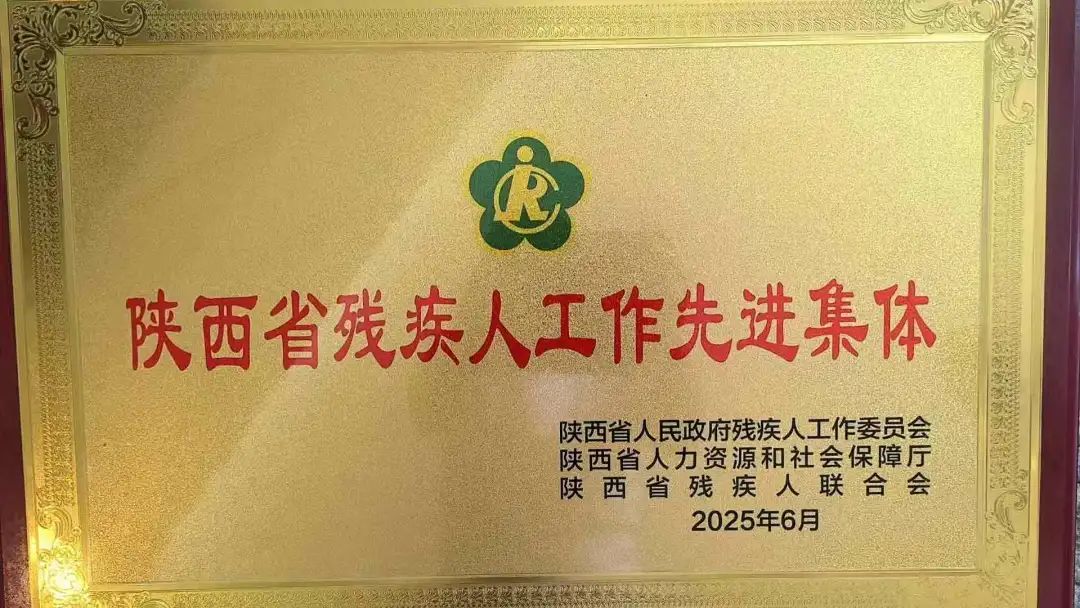 陕西省残疾人工作先进集体
陕西省人民政府残疾人工作委员会
陕西省人力资源和社会保障厅
陕西省残疾人联合会
2025年6月